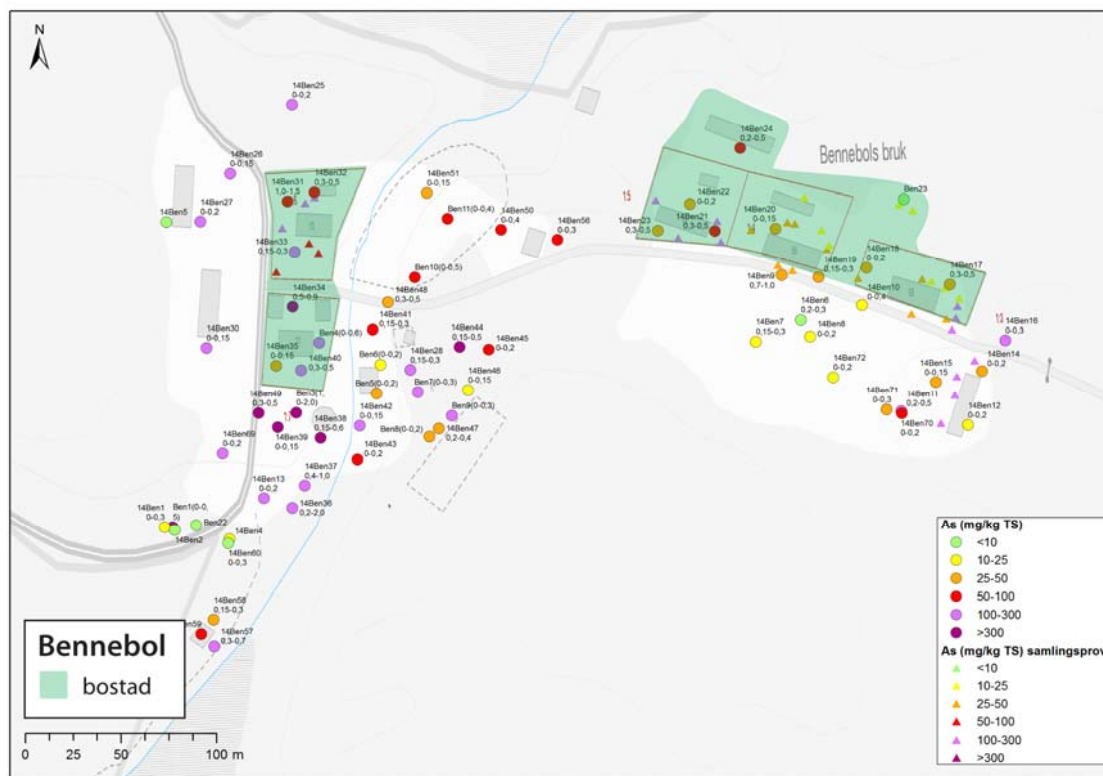 N
14Ben25
0-0,2
14Ben26
0-0,15
14Ben5
14Ben27
0-0,2
14Ben31
1,0-1,5
14Ben32
0,3-0,5
14Ben33
0,15-0,3
14Ben34
0,5-0,9
14Ben30
0-0,15
14Ben35
0-0,15
Ben4(0-0,6)
14Ben40
0,3-0,5
14Ben51
0-0,15
Ben11(0-0,4)
14Ben50
0-0,4
14Ben56
0-0,3
Ben10(0-0,5)
14Ben48
0,3-0,5
14Ben41
0,15-0,3
14Ben44
0,15-0,5
14Ben45
0-0,2
Ben6(0-0,2)
14Ben28
0,15-0,3
14Ben46
0-0,15
Ben5(0-0,2)
Ben7(0-0,3)
Ben9(0-0,3)
14Ben47
0,2-0,4
Ben8(0-0,2)
14Ben42
0-0,15
14Ben43
0-0,2
14Ben49
0,3-0,5
Ben3(1,
0-2,0)
14Ben38
0,15-0,6
14Ben39
0-0,15
14Ben69
0-0,2
14Ben37
0,4-1,0
14Ben13
0-0,2
14Ben36
0,2-2,0
14Ben1
0-0,3
Ben1(0-0,
5)
14Ben2
Ben22
14Ben4
14Ben60
0-0,3
14Ben58
0,15-0,3
14Ben57
0,3-0,7
Bennebols bruk
14Ben24
0,2-0,5
14Ben22
0-0,2
14Ben23
0,3-0,5
14Ben21
0,3-0,5
14Ben20
0-0,15
Ben23
14Ben19
0,15-0,3
14Ben18
0-0,2
14Ben17
0,3-0,5
14Ben9
0,7-1,0
14Ben10
0-0,4
14Ben6
0,2-0,3
14Ben7
0,15-0,3
14Ben8
0-0,2
14Ben16
0-0,3
14Ben72
0-0,2
14Ben15
0-0,15
14Ben14
0-0,2
14Ben71
0-0,3
14Ben11
0,2-0,5
14Ben70
0-0,2
14Ben12
0-0,2
Bennebol
bostad
0 25 50 100 m
As (mg/kg TS)
<10
10-25
25-50
50-100
100-300
>300
As (mg/kg TS) samlingsprov
<10
10-25
25-50
50-100
100-300
>300